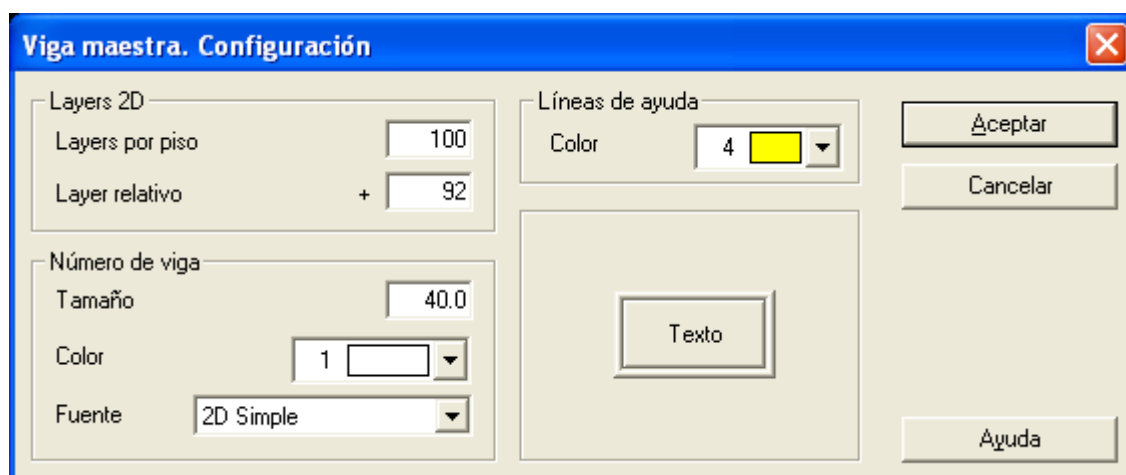 Viga maestra. Configuración
Layers 2D
Layers por piso 100
Layer relativo + 92
Número de viga
Tamaño 40.0
Color 1
Fuente 2D Simple
Líneas de ayuda
Color 4
Texto
Aceptar
Cancelar
Ayuda